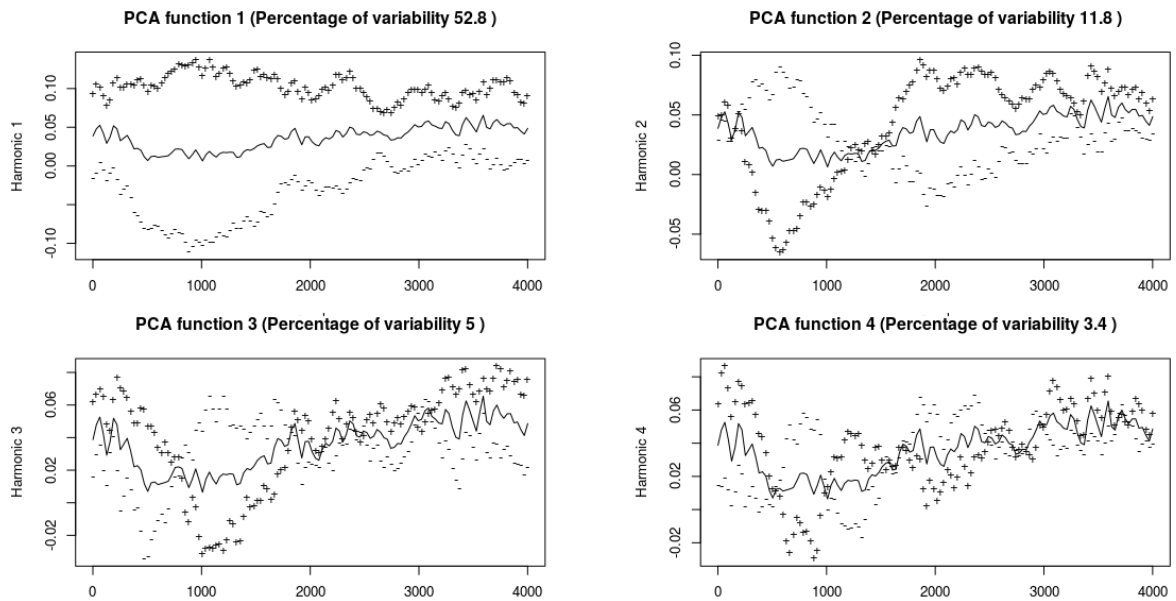 PCA function 1 (Percentage of variability 52.8 )
Harmonic 1
0.10
0.05
0.00
-0.10
0 1000 2000 3000 4000
PCA function 2 (Percentage of variability 11.8 )
Harmonic 2
0.10
0.05
0.00
-0.05
0 1000 2000 3000 4000
PCA function 3 (Percentage of variability 5 )
Harmonic 3
0.06
0.02
-0.02
0 1000 2000 3000 4000
PCA function 4 (Percentage of variability 3.4 )
Harmonic 4
0.06
0.02
-0.02
0 1000 2000 3000 4000